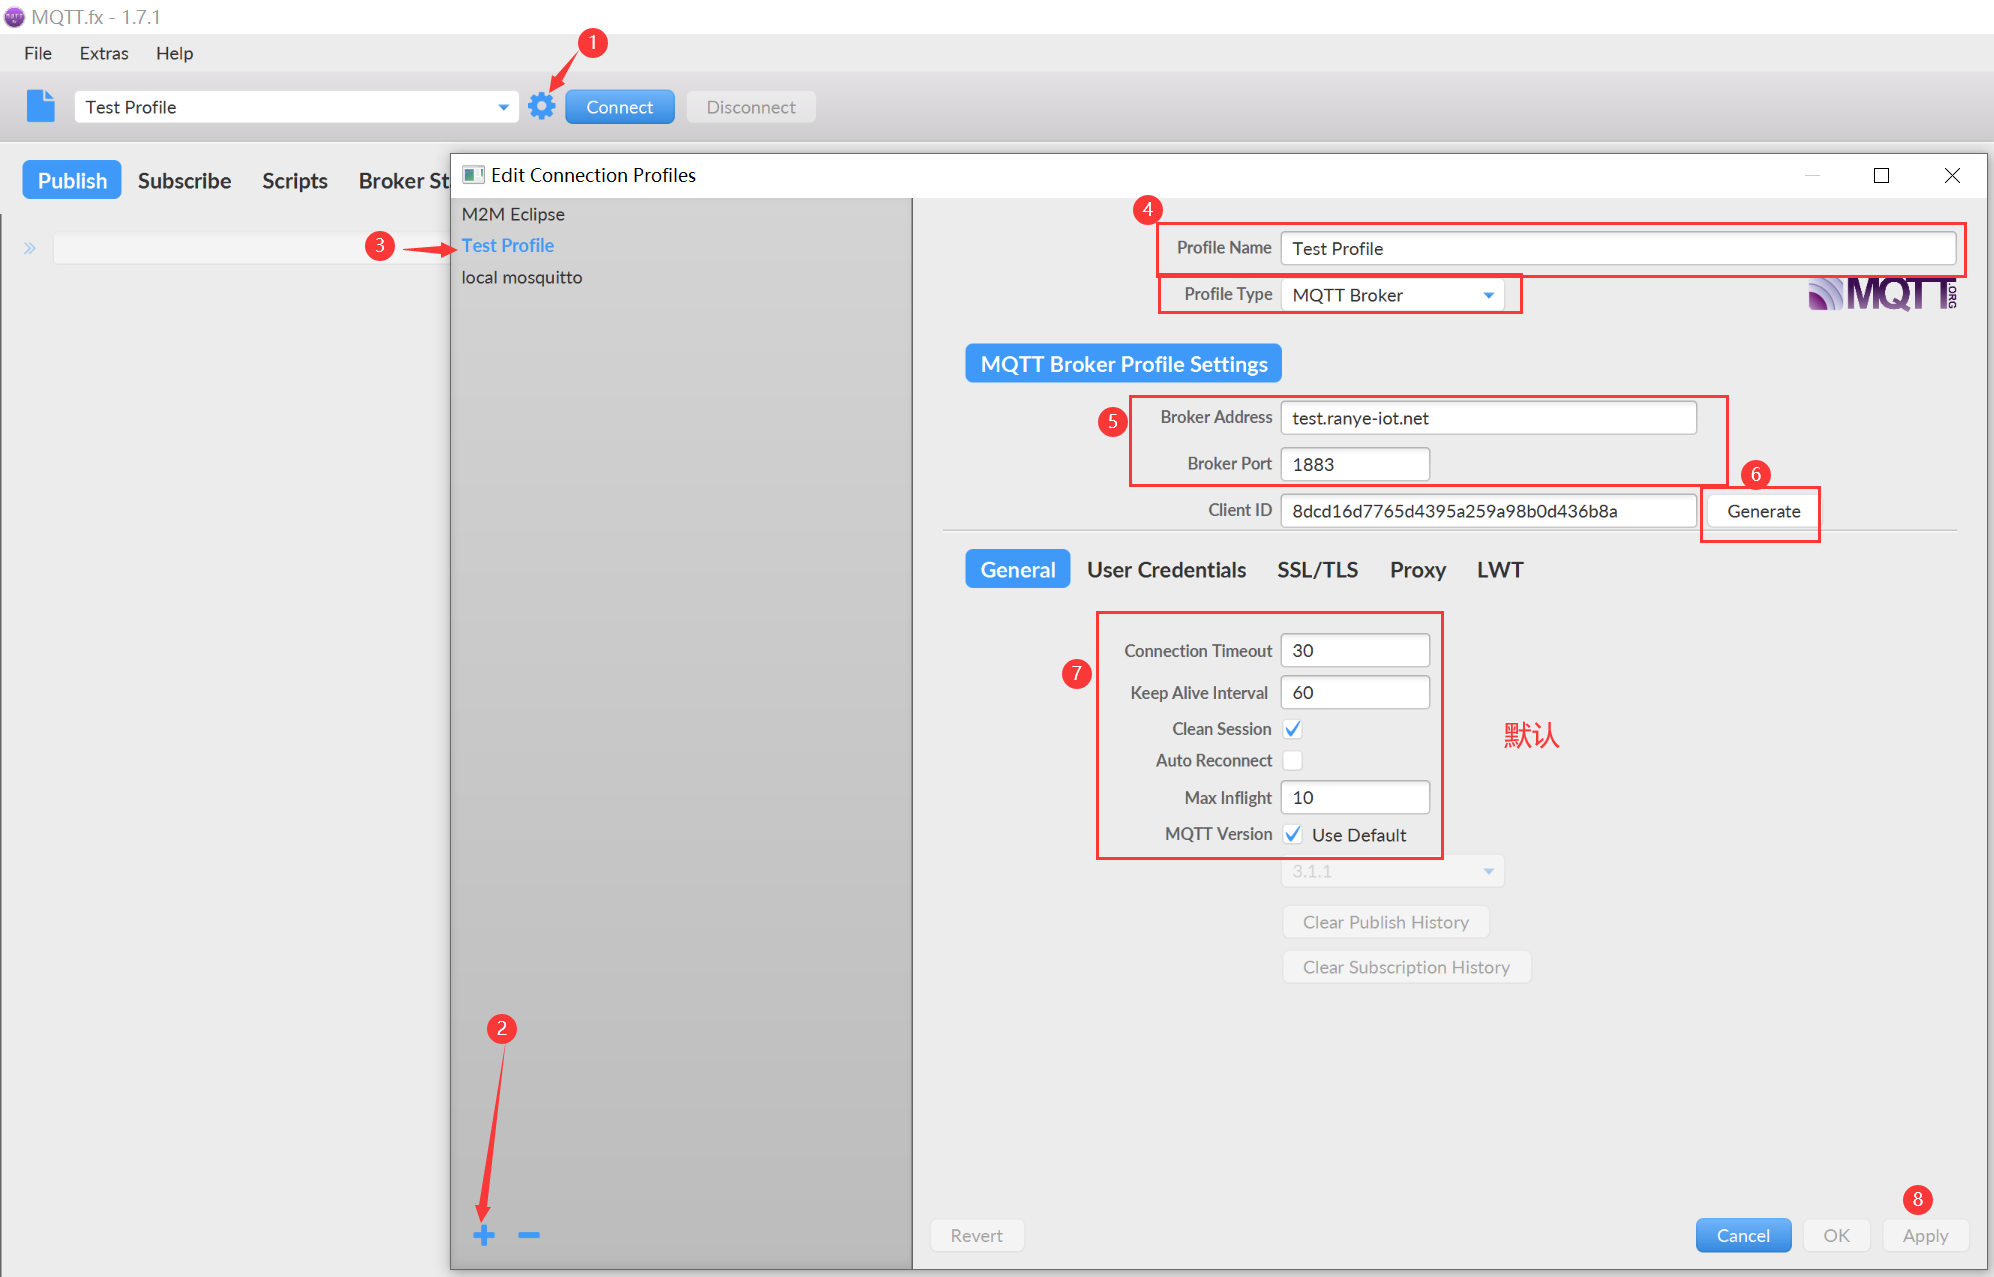 MQTT.fx - 1.7.1
File Extras Help
1
Test Profile
Connect
Disconnect
Publish Subscribe Scripts Broker St
Edit Connection Profiles
M2M Eclipse
3
Test Profile
local mosquitto
2
4
Profile Name Test Profile
Profile Type MQTT Broker
MQTT.ORG
MQTT Broker Profile Settings
5
Broker Address test.ranye-iot.net
Broker Port 1883
6
Client ID 8dcd16d7765d4395a259a98b0d436b8a Generate
General User Credentials SSL/TLS Proxy LWT
7
Connection Timeout 30
Keep Alive Interval 60
Clean Session
默认
Auto Reconnect
Max Inflight 10
MQTT Version Use Default
3.1.1
Clear Publish History
Clear Subscription History
8
Revert Cancel OK Apply